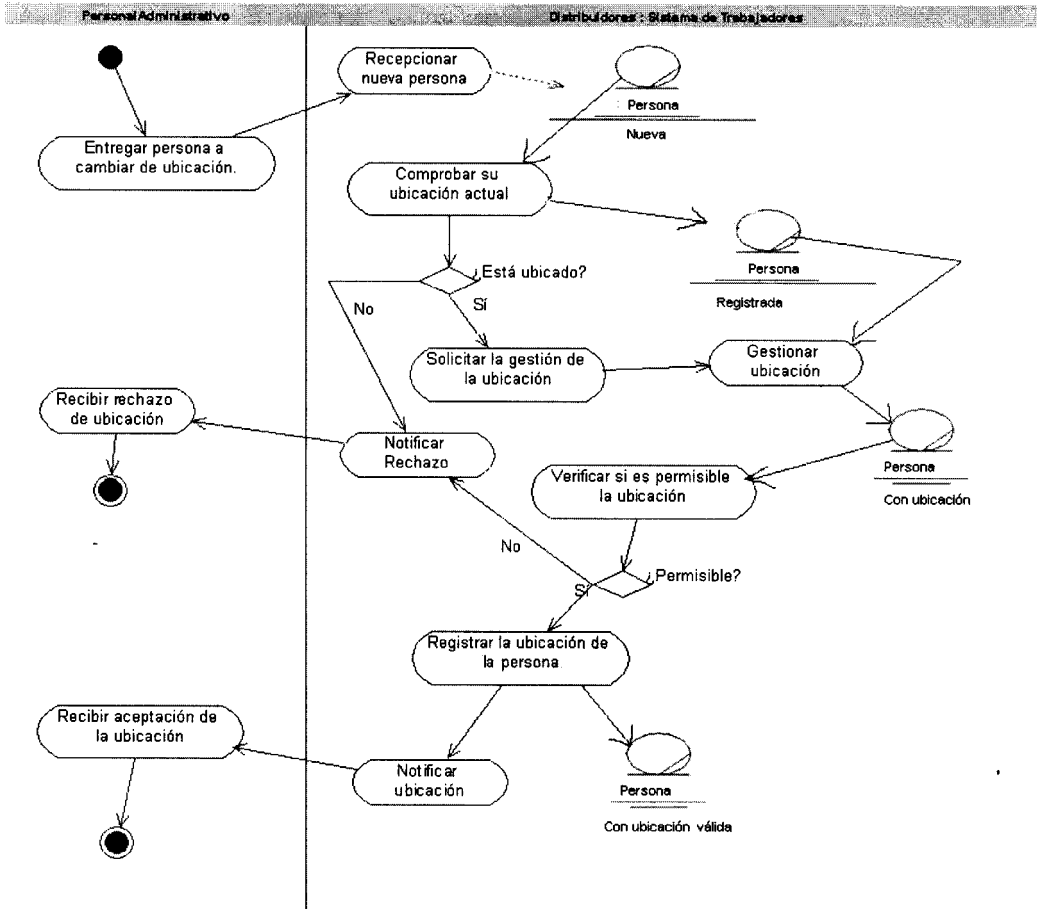 Personal Administrativo
Distribuidores : Sistema de Trabajadores
Recepcionar
nueva persona
: Persona
Nueva
Entregar persona a
cambiar de ubicación.
Comprobar su
ubicación actual
Persona
Registrada
¿Está ubicado?
No
Sí
Solicitar la gestión de
la ubicación
Gestionar
ubicación
Recibir rechazo
de ubicación
Notificar
Rechazo
Persona
Con ubicación
Verificar si es permisible
la ubicación
No
¿Permisible?
Sí
Registrar la ubicación de
la persona.
Recibir aceptación de
la ubicación
Notificar
ubicación
Persona
Con ubicación válida